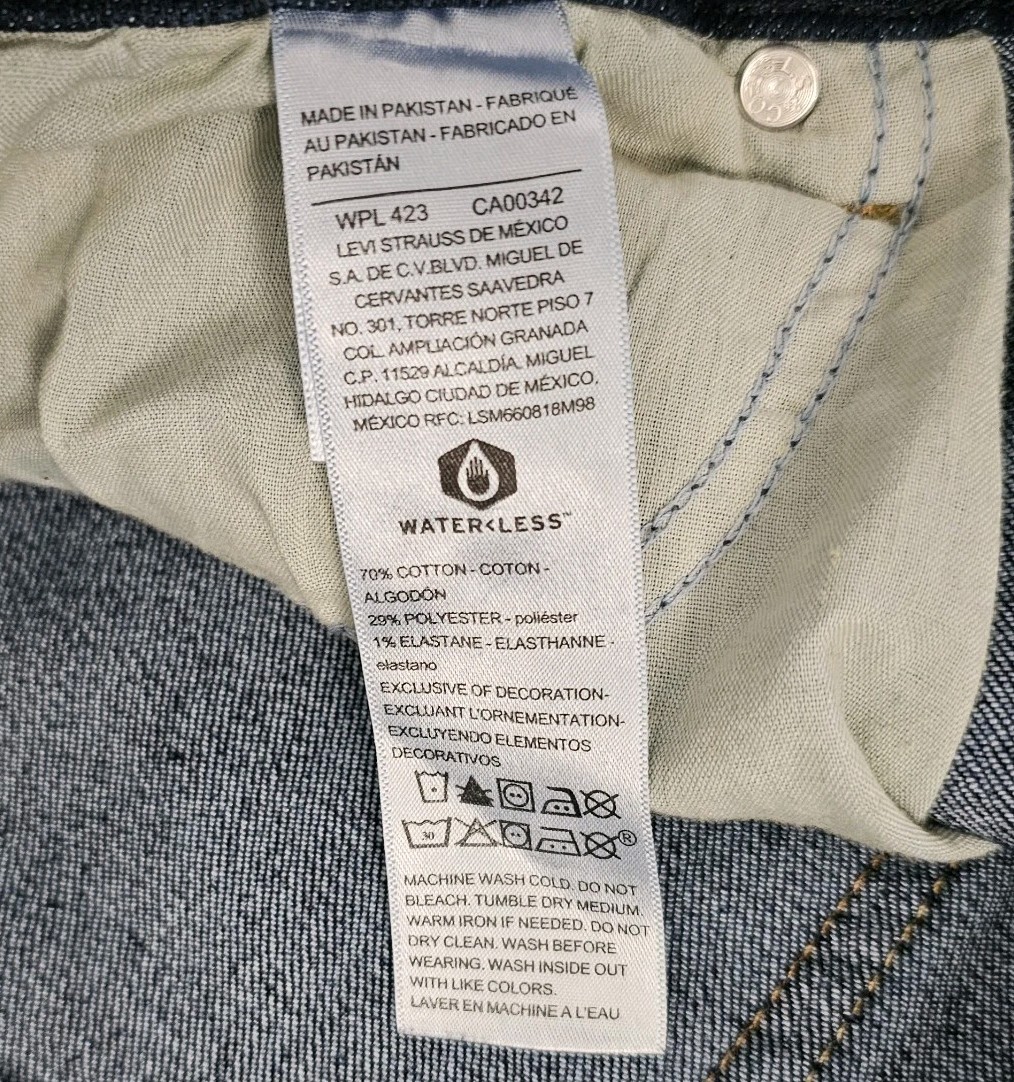 MADE IN PAKISTAN - FABRIQUÉ
AU PAKISTAN - FABRICADO EN
PAKISTÁN
WPL 423 CA00342
LEVI STRAUSS DE MÉXICO
S.A. DE C.V.BLVD. MIGUEL DE
CERVANTES SAAVEDRA
NO. 301, TORRE NORTE PISO 7
COL. AMPLIACIÓN GRANADA
C.P. 11529 ALCALDÍA, MIGUEL
HIDALGO CIUDAD DE MÉXICO,
MÉXICO RFC: LSM660818M98
WATER<LESS™
70% COTTON - COTON -
ALGODÓN
29% POLYESTER - poliéster
1% ELASTANE - ELASTHANNE -
elastano
EXCLUSIVE OF DECORATION-
EXCLUANT L'ORNEMENTATION-
EXCLUYENDO ELEMENTOS
DECORATIVOS
30 ®
MACHINE WASH COLD. DO NOT
BLEACH. TUMBLE DRY MEDIUM.
WARM IRON IF NEEDED. DO NOT
DRY CLEAN. WASH BEFORE
WEARING. WASH INSIDE OUT
WITH LIKE COLORS.
LAVER EN MACHINE A L'EAU